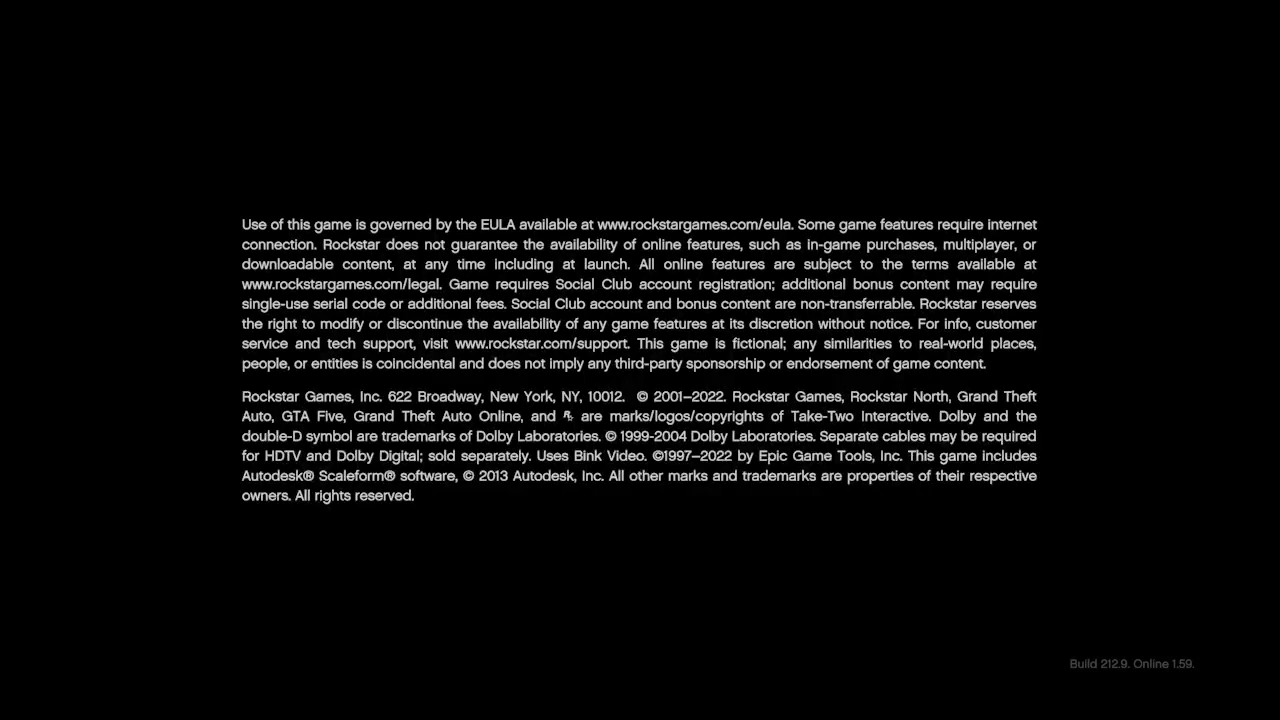 Use of this game is governed by the EULA available at www.rockstargames.com/eula. Some game features require internet
connection. Rockstar does not guarantee the availability of online features, such as in-game purchases, multiplayer, or
downloadable content, at any time including at launch. All online features are subject to the terms available at
www.rockstargames.com/legal. Game requires Social Club account registration; additional bonus content may require
single-use serial code or additional fees. Social Club account and bonus content are non-transferrable. Rockstar reserves
the right to modify or discontinue the availability of any game features at its discretion without notice. For info, customer
service and tech support, visit www.rockstar.com/support. This game is fictional; any similarities to real-world places,
people, or entities is coincidental and does not imply any third-party sponsorship or endorsement of game content.
Rockstar Games, Inc. 622 Broadway, New York, NY, 10012. © 2001–2022. Rockstar Games, Rockstar North, Grand Theft
Auto, GTA Five, Grand Theft Auto Online, and R* are marks/logos/copyrights of Take-Two Interactive. Dolby and the
double-D symbol are trademarks of Dolby Laboratories. © 1999-2004 Dolby Laboratories. Separate cables may be required
for HDTV and Dolby Digital; sold separately. Uses Bink Video. ©1997–2022 by Epic Game Tools, Inc. This game includes
Autodesk® Scaleform® software, © 2013 Autodesk, Inc. All other marks and trademarks are properties of their respective
owners. All rights reserved.
Build 212.9. Online 1.59.